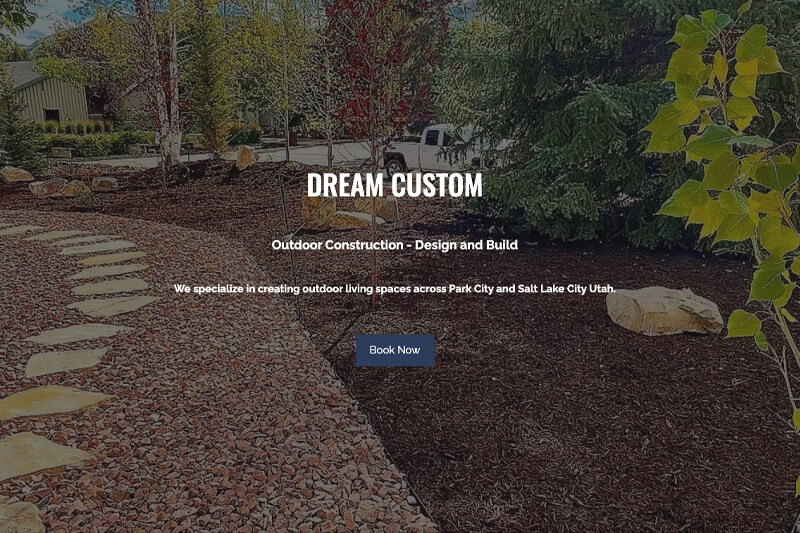 DREAM CUSTOM
Outdoor Construction - Design and Build
We specialize in creating outdoor living spaces across Park City and Salt Lake City Utah.
Book Now